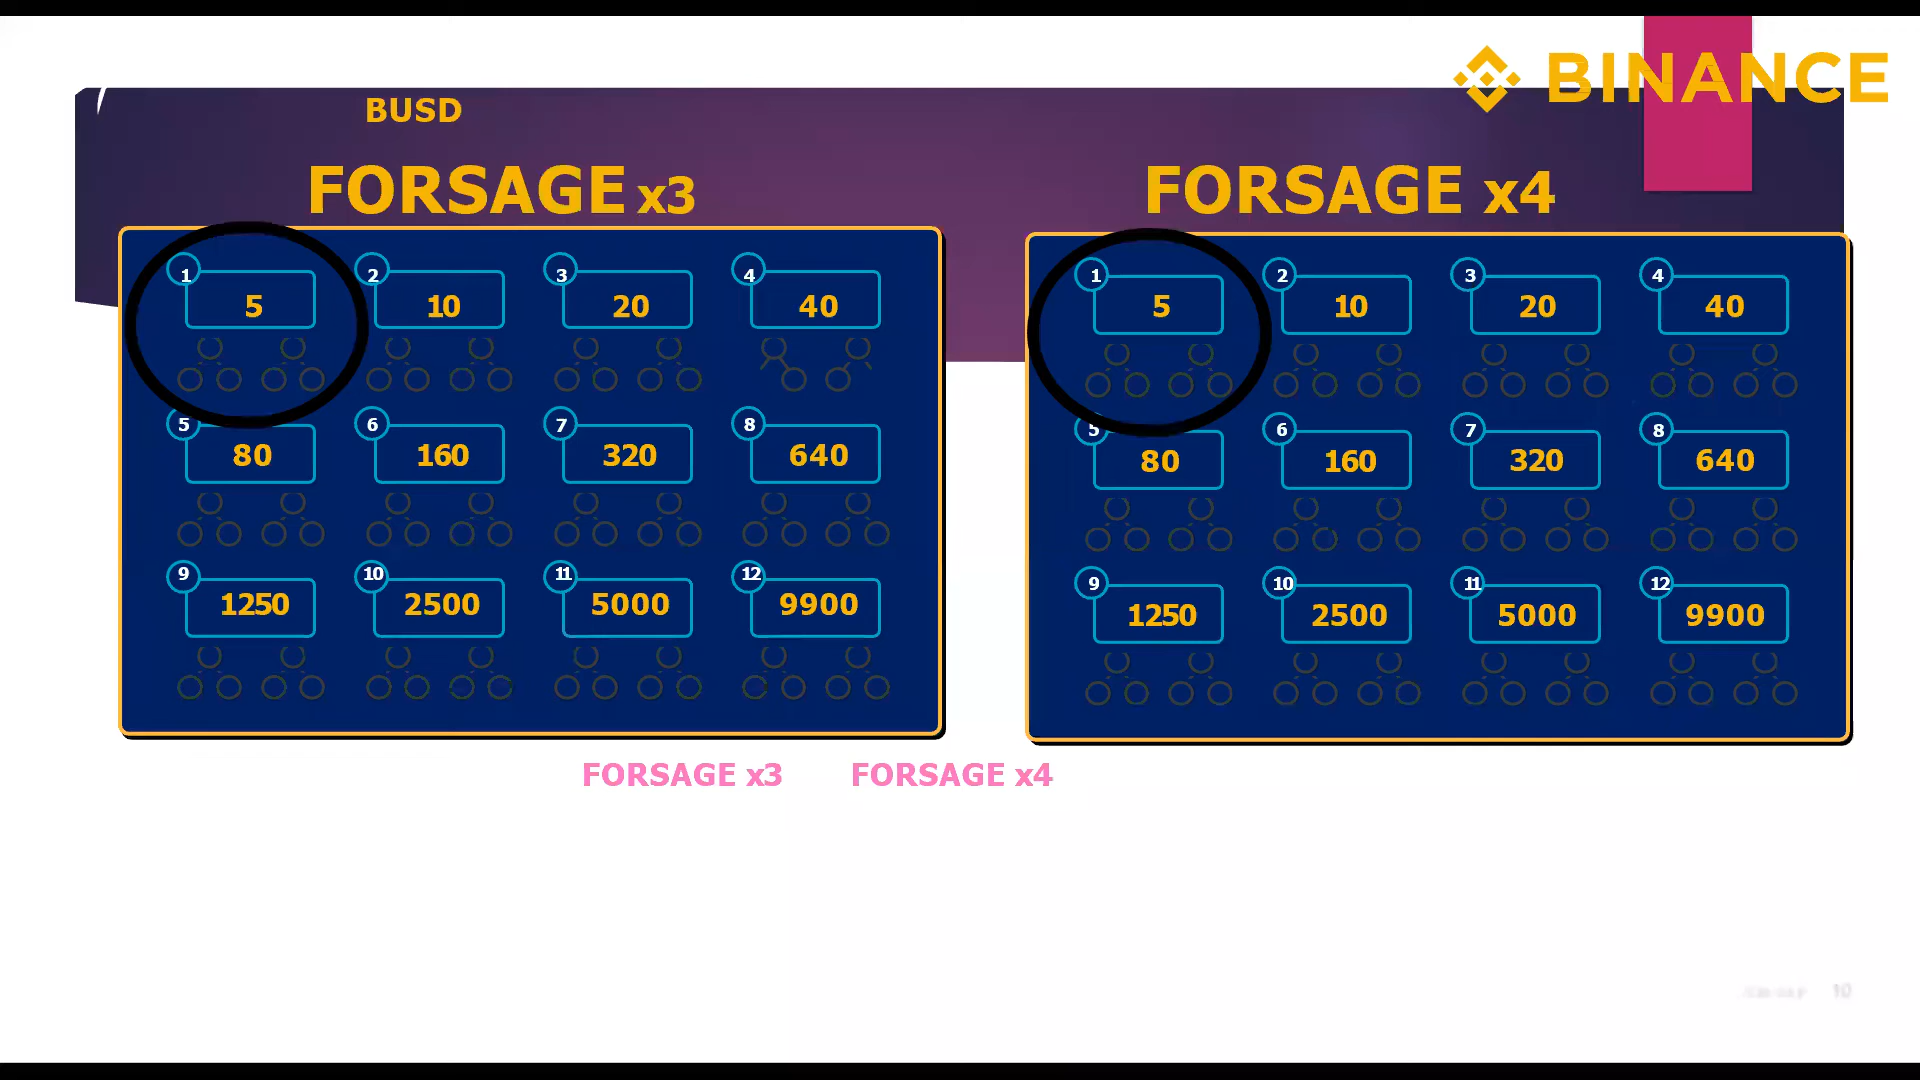 BINANCE
BUSD
FORSAGE x3
FORSAGE x4
1 2 3 4
5 10 20 40
5 6 7 8
80 160 320 640
9 10 11 12
1250 2500 5000 9900
1 2 3 4
5 10 20 40
5 6 7 8
80 160 320 640
9 10 11 12
1250 2500 5000 9900
FORSAGE x3 FORSAGE x4
10